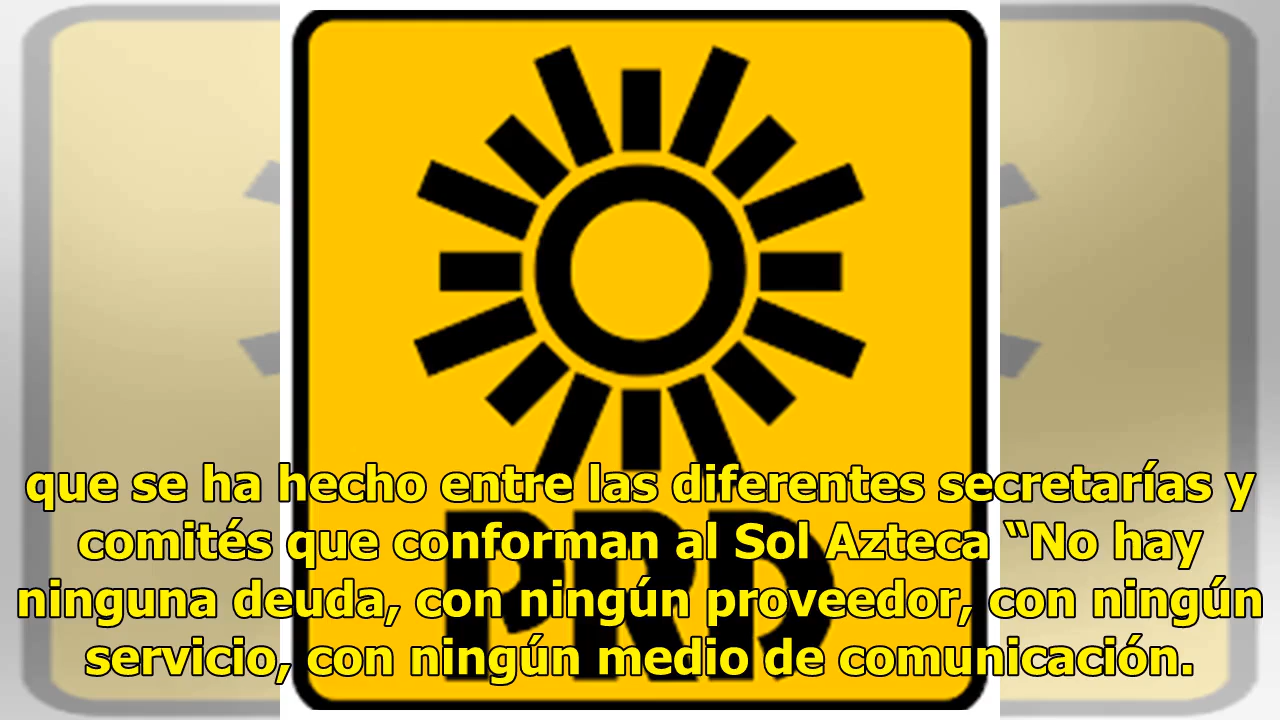 que se ha hecho entre las diferentes secretarías y
comités que conforman al Sol Azteca “No hay
ninguna deuda, con ningún proveedor, con ningún
servicio, con ningún medio de comunicación.
PRD